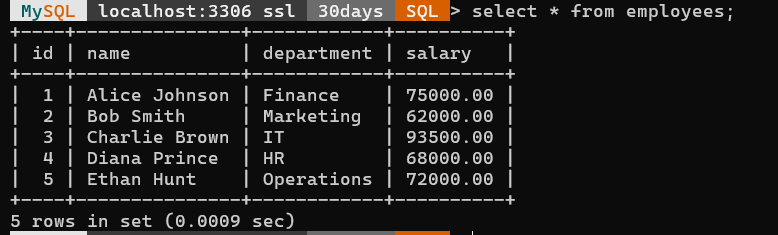 MySQL localhost:3306 ssl 30days SQL > select * from employees;
+----+---------------+------------+----------+
| id | name          | department | salary   |
+----+---------------+------------+----------+
|  1 | Alice Johnson | Finance    | 75000.00 |
|  2 | Bob Smith     | Marketing  | 62000.00 |
|  3 | Charlie Brown | IT         | 93500.00 |
|  4 | Diana Prince  | HR         | 68000.00 |
|  5 | Ethan Hunt    | Operations | 72000.00 |
+----+---------------+------------+----------+
5 rows in set (0.0009 sec)